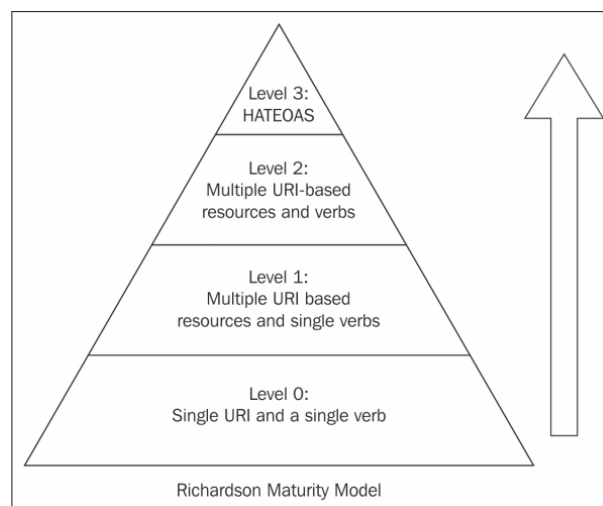 Level 3:
HATEOAS
Level 2:
Multiple URI-based
resources and verbs
Level 1:
Multiple URI based
resources and single verbs
Level 0:
Single URI and a single verb
Richardson Maturity Model